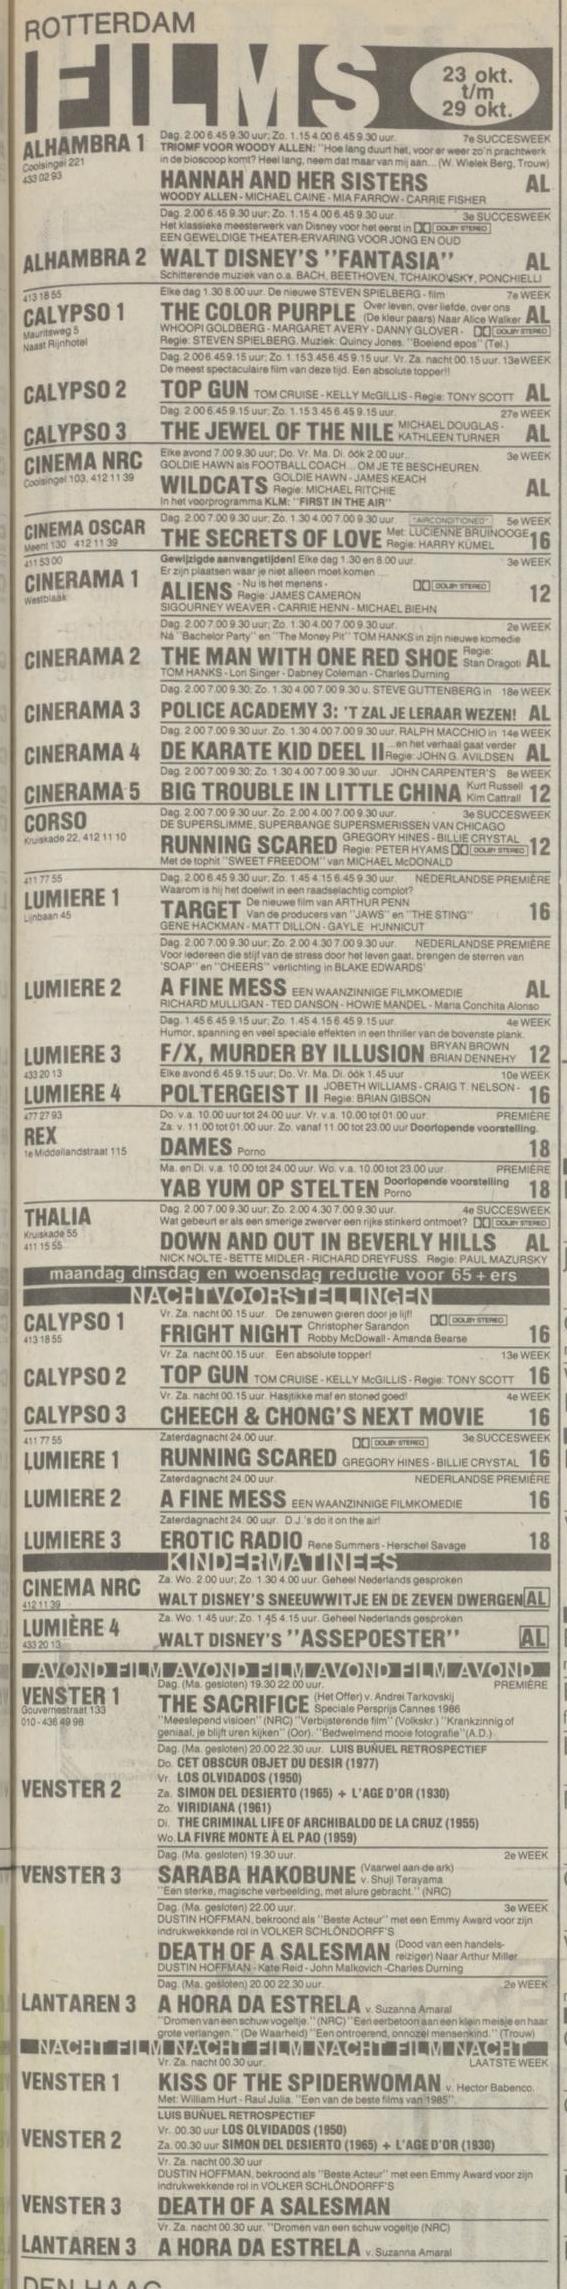 ROTTERDAM
FILMS
23 okt.
t/m
29 okt.
ALHAMBRA 1
Coolsingel 221
433 02 93
Dag. 2.00 6.45 9.30 uur; Zo. 1.15 4.00 6.45 9.30 uur. 7e SUCCESWEEK
TRIOMF VOOR WOODY ALLEN: "Hoe lang duurt het, voor er weer zo'n prachtwerk
in de bioscoop komt? Heel lang, neem dat maar van mij aan... (W. Wielek Berg, Trouw)
HANNAH AND HER SISTERS AL
WOODY ALLEN - MICHAEL CAINE - MIA FARROW - CARRIE FISHER
Dag. 2.00 6.45 9.30 uur; Zo. 1.15 4.00 6.45 9.30 uur. 3e SUCCESWEEK
Het klassieke meesterwerk van Disney voor het eerst in DOLBY STEREO
EEN GEWELDIGE THEATER-ERVARING VOOR JONG EN OUD
ALHAMBRA 2 WALT DISNEY'S "FANTASIA" AL
Schitterende muziek van o.a. BACH, BEETHOVEN, TCHAIKOVSKY, PONCHIELLI
413 18 55
CALYPSO 1
Mauritsweg 5
Naast Rijnhotel
Elke dag 1.30 8.00 uur. De nieuwe STEVEN SPIELBERG - film 7e WEEK
THE COLOR PURPLE Over leven, over liefde, over ons
(De kleur paars) Naar Alice Walker AL
WHOOPI GOLDBERG - MARGARET AVERY - DANNY GLOVER - DOLBY STEREO
Regie: STEVEN SPIELBERG. Muziek: Quincy Jones. "Boeiend epos" (Tel.)
Dag. 2.00 6.45 9.15 uur; Zo. 1.15 3.45 6.45 9.15 uur. Vr. Za. nacht 00.15 uur. 13e WEEK
De meest spectaculaire film van deze tijd. Een absolute topper!!
CALYPSO 2 TOP GUN TOM CRUISE - KELLY McGILLIS - Regie: TONY SCOTT AL
Dag. 2.00 6.45 9.15 uur; Zo. 1.15 3.45 6.45 9.15 uur. 27e WEEK
CALYPSO 3 THE JEWEL OF THE NILE MICHAEL DOUGLAS -
KATHLEEN TURNER AL
CINEMA NRC
Coolsingel 103, 412 11 39
Elke avond 7.00 9.30 uur; Do. Vr. Ma. Di. óók 2.00 uur. 3e WEEK
GOLDIE HAWN als FOOTBALL COACH... OM JE TE BESCHEUREN.
WILDCATS GOLDIE HAWN - JAMES KEACH
Regie: MICHAEL RITCHIE AL
In het voorprogramma KLM: "FIRST IN THE AIR"
CINEMA OSCAR
Meent 130 412 11 39
Dag. 2.00 7.00 9.30 uur; Zo. 1.30 4.00 7.00 9.30 uur "AIRCONDITIONED" 5e WEEK
THE SECRETS OF LOVE Met: LUCIENNE BRUINOOGE
Regie: HARRY KÜMEL 16
411 53 00
CINERAMA 1
Westblaak
Gewijzigde aanvangstijden! Elke dag 1.30 en 8.00 uur. 3e WEEK
Er zijn plaatsen waar je niet alleen moet komen
ALIENS - Nu is het menens -
Regie: JAMES CAMERON DOLBY STEREO 12
SIGOURNEY WEAVER - CARRIE HENN - MICHAEL BIEHN
Dag. 2.00 7.00 9.30 uur; Zo. 1.30 4.00 7.00 9.30 uur. 2e WEEK
Ná "Bachelor Party" en "The Money Pit" TOM HANKS in zijn nieuwe komedie
CINERAMA 2 THE MAN WITH ONE RED SHOE Regie:
Stan Dragoti AL
TOM HANKS - Lori Singer - Dabney Coleman - Charles Durning
Dag. 2.00 7.00 9.30; Zo. 1.30 4.00 7.00 9.30 u. STEVE GUTTENBERG in 18e WEEK
CINERAMA 3 POLICE ACADEMY 3: 'T ZAL JE LERAAR WEZEN! AL
Dag. 2.00 7.00 9.30 uur; Zo. 1.30 4.00 7.00 9.30 uur. RALPH MACCHIO in 14e WEEK
CINERAMA 4 DE KARATE KID DEEL II ...en het verhaal gaat verder
Regie: JOHN G. AVILDSEN AL
Dag. 2.00 7.00 9.30; Zo. 1.30 4.00 7.00 9.30 uur. JOHN CARPENTER'S 8e WEEK
CINERAMA 5 BIG TROUBLE IN LITTLE CHINA Kurt Russell
Kim Cattrall 12
CORSO
Kruiskade 22, 412 11 10
Dag. 2.00 7.00 9.30 uur. Zo. 2.00 4.00 7.00 9.30 uur. 3e SUCCESWEEK
DE SUPERSLIMME, SUPERBANGE SUPERSMERISSEN VAN CHICAGO
RUNNING SCARED GREGORY HINES - BILLIE CRYSTAL
Regie: PETER HYAMS DOLBY STEREO 12
Met de tophit "SWEET FREEDOM" van MICHAEL McDONALD
411 77 55
LUMIERE 1
Lijnbaan 45
Dag. 2.00 6.45 9.15 uur; Zo. 1.45 4.15 6.45 9.15 uur. NEDERLANDSE PREMIÈRE
Waarom is hij het doelwit in een raadselachtig complot?
TARGET De nieuwe film van ARTHUR PENN
Van de producers van "JAWS" en "THE STING" 16
GENE HACKMAN - MATT DILLON - GAYLE HUNNICUT
Dag. 2.00 7.00 9.30 uur; Zo. 2.00 4.30 7.00 9.30 uur. NEDERLANDSE PREMIÈRE
Voor iedereen die stijf van de stress door het leven gaat, brengen de sterren van
'SOAP" en "CHEERS" verlichting in BLAKE EDWARDS'
LUMIERE 2 A FINE MESS EEN WAANZINNIGE FILMKOMEDIE AL
RICHARD MULLIGAN - TED DANSON - HOWIE MANDEL - Maria Conchita Alonso
Dag. 1.45 6.45 9.15 uur; Zo. 1.45 4.15 6.45 9.15 uur. 4e WEEK
Humor, spanning en veel speciale effekten in een thriller van de bovenste plank.
LUMIERE 3 F/X, MURDER BY ILLUSION BRYAN BROWN
BRIAN DENNEHY 12
433 20 13
LUMIERE 4
Elke avond 6.45 9.15 uur; Do. Vr. Ma. Di. óók 1.45 uur 10e WEEK
POLTERGEIST II JOBETH WILLIAMS - CRAIG T. NELSON -
Regie: BRIAN GIBSON 16
477 27 93
REX
1e Middellandstraat 115
Do. v.a. 10.00 uur tot 24.00 uur. Vr. v.a. 10.00 tot 01.00 uur. PREMIÈRE
Za. v. 11.00 tot 01.00 uur. Zo. vanaf 11.00 tot 23.00 uur Doorlopende voorstelling.
DAMES Porno 18
Ma. en Di. v.a. 10.00 tot 24.00 uur. Wo. v.a. 10.00 tot 23.00 uur. PREMIÈRE
YAB YUM OP STELTEN Doorlopende voorstelling
Porno 18
THALIA
Kruiskade 55
411 15 55
Dag. 2.00 7.00 9.30 uur; Zo. 2.00 4.30 7.00 9.30 uur. 4e SUCCESWEEK
Wat gebeurt er als een smerige zwerver een rijke stinkerd ontmoet? DOLBY STEREO
DOWN AND OUT IN BEVERLY HILLS AL
NICK NOLTE - BETTE MIDLER - RICHARD DREYFUSS. Regie: PAUL MAZURSKY
maandag dinsdag en woensdag reductie voor 65 + ers
NACHTVOORSTELLINGEN
CALYPSO 1
413 18 55
Vr. Za. nacht 00.15 uur. De zenuwen gieren door je lijf!
FRIGHT NIGHT Christopher Sarandon DOLBY STEREO
Robby McDowall - Amanda Bearse 16
Vr. Za. nacht 00.15 uur. Een absolute topper! 13e WEEK
CALYPSO 2 TOP GUN TOM CRUISE - KELLY McGILLIS - Regie: TONY SCOTT 16
Vr. Za. nacht 00.15 uur. Hasjtikke maf en stoned goed! 4e WEEK
CALYPSO 3 CHEECH & CHONG'S NEXT MOVIE 16
411 77 55
LUMIERE 1
Zaterdagnacht 24.00 uur. DOLBY STEREO 3e SUCCESWEEK
RUNNING SCARED GREGORY HINES - BILLIE CRYSTAL 16
Zaterdagnacht 24.00 uur. NEDERLANDSE PREMIÈRE
LUMIERE 2 A FINE MESS EEN WAANZINNIGE FILMKOMEDIE 16
Zaterdagnacht 24.00 uur. D.J.'s do it on the air!
LUMIERE 3 EROTIC RADIO Rene Summers - Herschel Savage 18
KINDERMATINEES
CINEMA NRC
412 11 39
Za. Wo. 2.00 uur; Zo. 1.30 4.00 uur. Geheel Nederlands gesproken
WALT DISNEY'S SNEEUWWITJE EN DE ZEVEN DWERGEN AL
LUMIÈRE 4
433 20 13
Za. Wo. 1.45 uur; Zo. 1.45 4.15 uur. Geheel Nederlands gesproken
WALT DISNEY'S "ASSEPOESTER" AL
AVOND FILM AVOND FILM AVOND FILM AVOND
VENSTER 1
Gouvernestraat 133
010 - 436 49 98
Dag. (Ma. gesloten) 19.30 22.00 uur. PREMIÈRE
THE SACRIFICE (Het Offer) v. Andrei Tarkovskij
Speciale Persprijs Cannes 1986
"Meeslepend visioen" (NRC) "Verbijsterende film" (Volkskr.) "Krankzinnig of
geniaal, je blijft uren kijken" (Oor). "Bedwelmend mooie fotografie" (A.D.)
Dag. (Ma. gesloten) 20.00 22.30 uur. LUIS BUÑUEL RETROSPECTIEF
Do. CET OBSCUR OBJET DU DESIR (1977)
Vr. LOS OLVIDADOS (1950)
VENSTER 2 Za. SIMON DEL DESIERTO (1965) + L'AGE D'OR (1930)
Zo. VIRIDIANA (1961)
Di. THE CRIMINAL LIFE OF ARCHIBALDO DE LA CRUZ (1955)
Wo. LA FIVRE MONTE À EL PAO (1959)
Dag. (Ma. gesloten) 19.30 uur. 2e WEEK
VENSTER 3 SARABA HAKOBUNE (Vaarwel aan de ark)
v. Shuji Terayama
"Een sterke, magische verbeelding, met allure gebracht." (NRC)
Dag. (Ma. gesloten) 22.00 uur. 3e WEEK
DUSTIN HOFFMAN, bekroond als "Beste Acteur" met een Emmy Award voor zijn
indrukwekkende rol in VOLKER SCHLÖNDORFF'S
DEATH OF A SALESMAN (Dood van een handels-
reiziger) Naar Arthur Miller
DUSTIN HOFFMAN - Kate Reid - John Malkovich - Charles Durning
Dag. (Ma. gesloten) 20.00 22.30 uur. 2e WEEK
LANTAREN 3 A HORA DA ESTRELA v. Suzanna Amaral
"Dromen van een schuw vogeltje." (NRC) "Een eerbetoon aan een klein meisje en haar
grote verlangen." (De Waarheid) "Een ontroerend, onnozel mensenkind." (Trouw)
NACHT FILM NACHT FILM NACHT FILM NACHT
Vr. Za. nacht 00.30 uur. LAATSTE WEEK
VENSTER 1 KISS OF THE SPIDERWOMAN v. Hector Babenco.
Met: William Hurt - Raul Julia. "Een van de beste films van 1985"
LUIS BUÑUEL RETROSPECTIEF
VENSTER 2 Vr. 00.30 uur LOS OLVIDADOS (1950)
Za. 00.30 uur SIMON DEL DESIERTO (1965) + L'AGE D'OR (1930)
Vr. Za. nacht 00.30 uur
DUSTIN HOFFMAN, bekroond als "Beste Acteur" met een Emmy Award voor zijn
indrukwekkende rol in VOLKER SCHLÖNDORFF'S
VENSTER 3 DEATH OF A SALESMAN
Vr. Za. nacht 00.30 uur. "Dromen van een schuw vogeltje (NRC)
LANTAREN 3 A HORA DA ESTRELA v. Suzanna Amaral
DEN HAAG